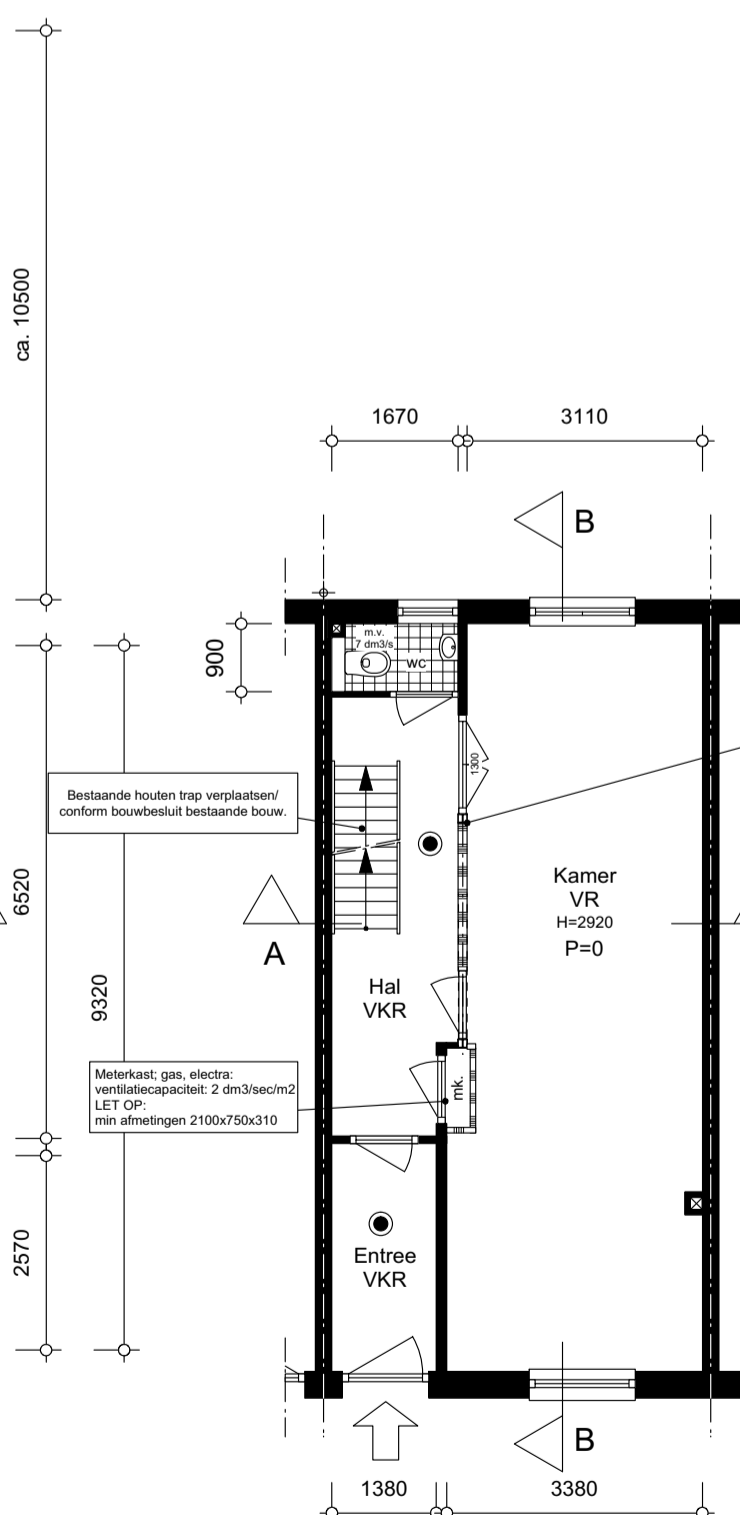 ca. 10500
1670
3110
B
900
m.v.
7 dm3/s
wc
1300
Bestaande houten trap verplaatsen/
conform bouwbesluit bestaande bouw.
6520
Kamer
VR
H=2920
P=0
A
9320
Hal
VKR
Meterkast; gas, electra:
ventilatiecapaciteit: 2 dm3/sec/m2
LET OP:
min afmetingen 2100x750x310
mk.
2570
Entree
VKR
B
1380
3380